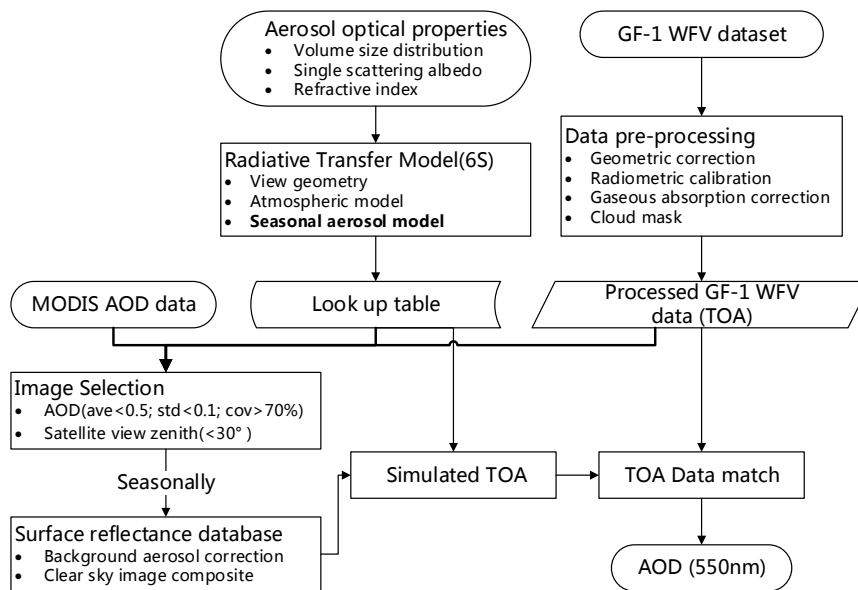 Aerosol optical properties
• Volume size distribution
• Single scattering albedo
• Refractive index
GF-1 WFV dataset
Radiative Transfer Model(6S)
• View geometry
• Atmospheric model
• Seasonal aerosol model
Data pre-processing
• Geometric correction
• Radiometric calibration
• Gaseous absorption correction
• Cloud mask
MODIS AOD data
Look up table
Processed GF-1 WFV
data (TOA)
Image Selection
• AOD(ave<0.5; std<0.1; cov>70%)
• Satellite view zenith(<30° )
Seasonally
Simulated TOA
TOA Data match
Surface reflectance database
• Background aerosol correction
• Clear sky image composite
AOD (550nm)